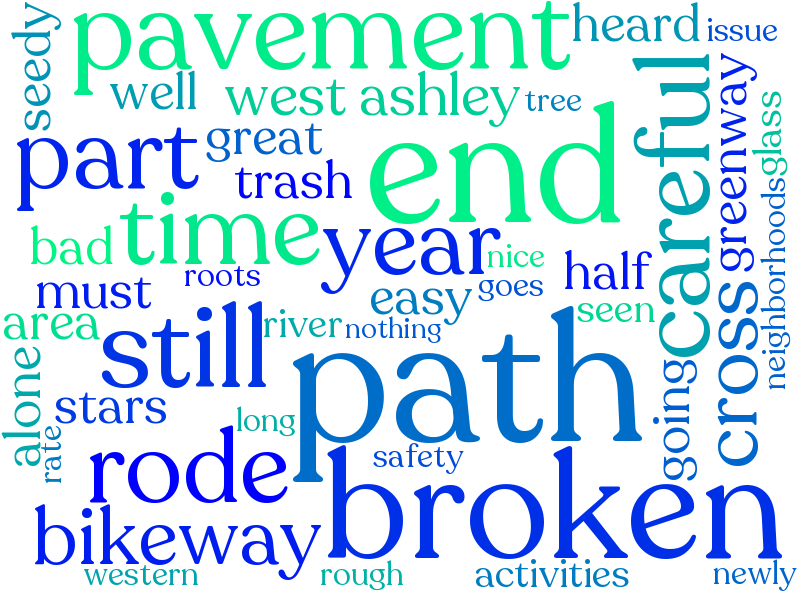 seedy
pavement
heard
issue
well
west ashley
tree
careful
greenway
glass
part
great
end
trash
neighborhoods
bad
time
year
nice
half
must
roots
goes
easy
seen
area
still
river
nothing
path
cross
alone
stars
long
going
rate
rode
safety
broken
bikeway
western
rough
activities
newly